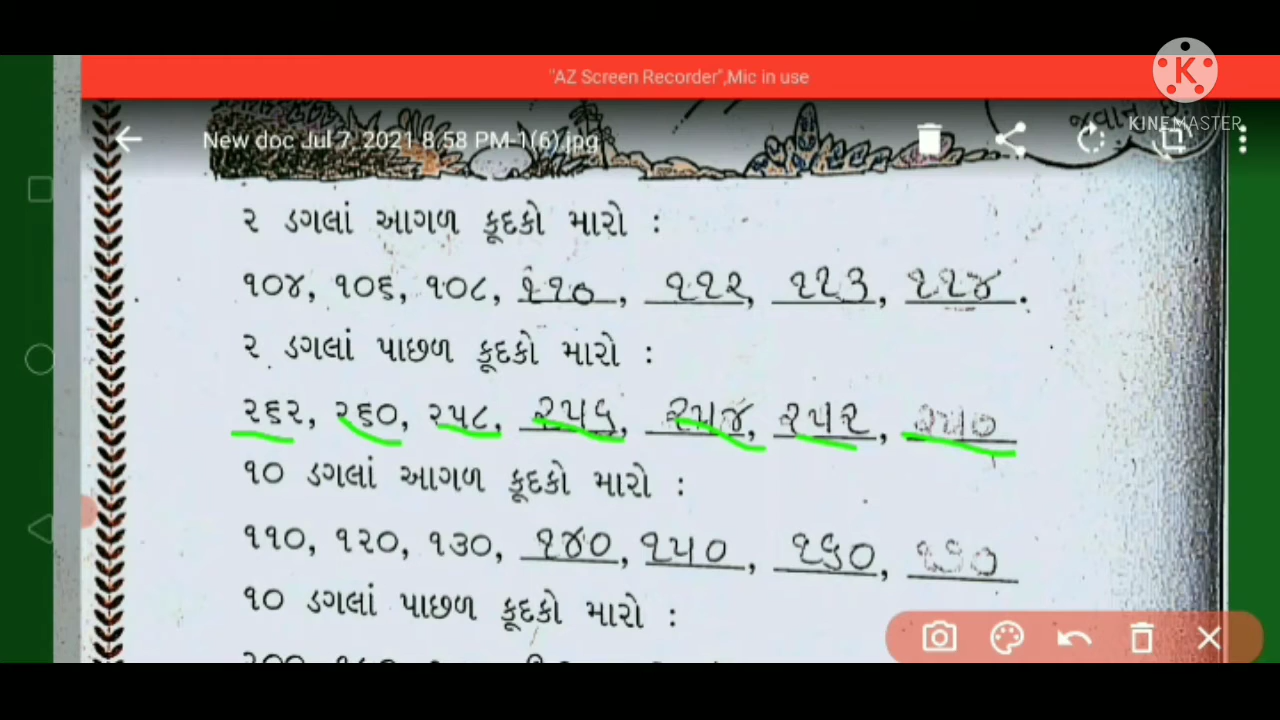 "AZ Screen Recorder",Mic in use
KINEMASTER
New doc Jul 7, 2021 8.58 PM-1(6).jpg
૨ ડગલાં આગળ કૂદકો મારો :
૧૦૪, ૧૦૬, ૧૦૮, ૧૧૦, ૧૧૨, ૧૧૩, ૧૧૪.
૨ ડગલાં પાછળ કૂદકો મારો :
૨૬૨, ૨૬૦, ૨૫૮, ૨૫૬, ૨૫૪, ૨૫૨, ૨૫૦
૧૦ ડગલાં આગળ કૂદકો મારો :
૧૧૦, ૧૨૦, ૧૩૦, ૧૪૦, ૧૫૦, ૧૬૦,
૧૦ ડગલાં પાછળ કૂદકો મારો :